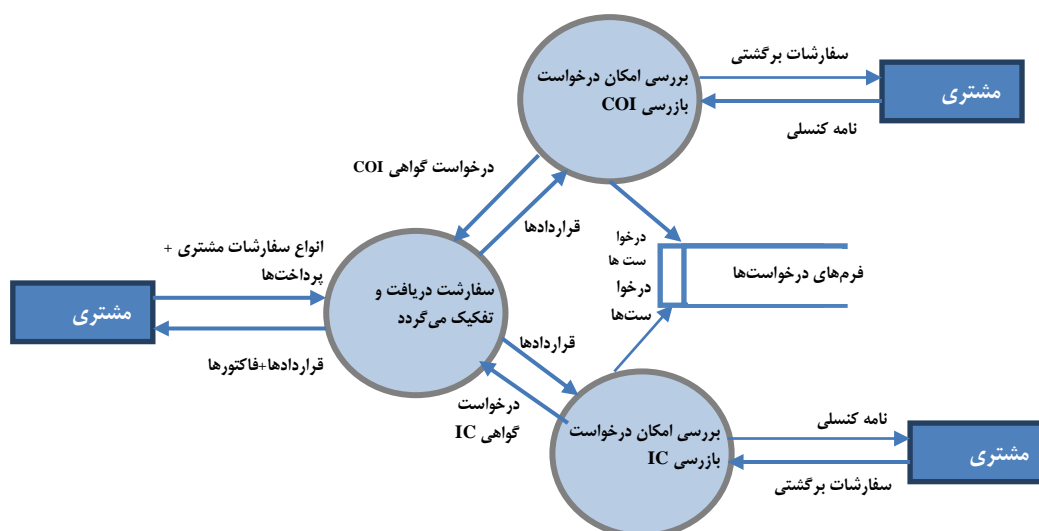 سفارشات برگشتی
بررسی امکان درخواست
بازرسی COI
مشتری
نامه کنسلی
درخواست گواهی COI
قراردادها
درخوا
ست ها
درخوا
ست‌ها
فرم‌های درخواست‌ها
انواع سفارشات مشتری +
پرداخت‌ها
مشتری
سفارشت دریافت و
تفکیک می‌گردد
قراردادها+فاکتورها
قراردادها
درخواست
گواهی IC
بررسی امکان درخواست
بازرسی IC
نامه کنسلی
مشتری
سفارشات برگشتی